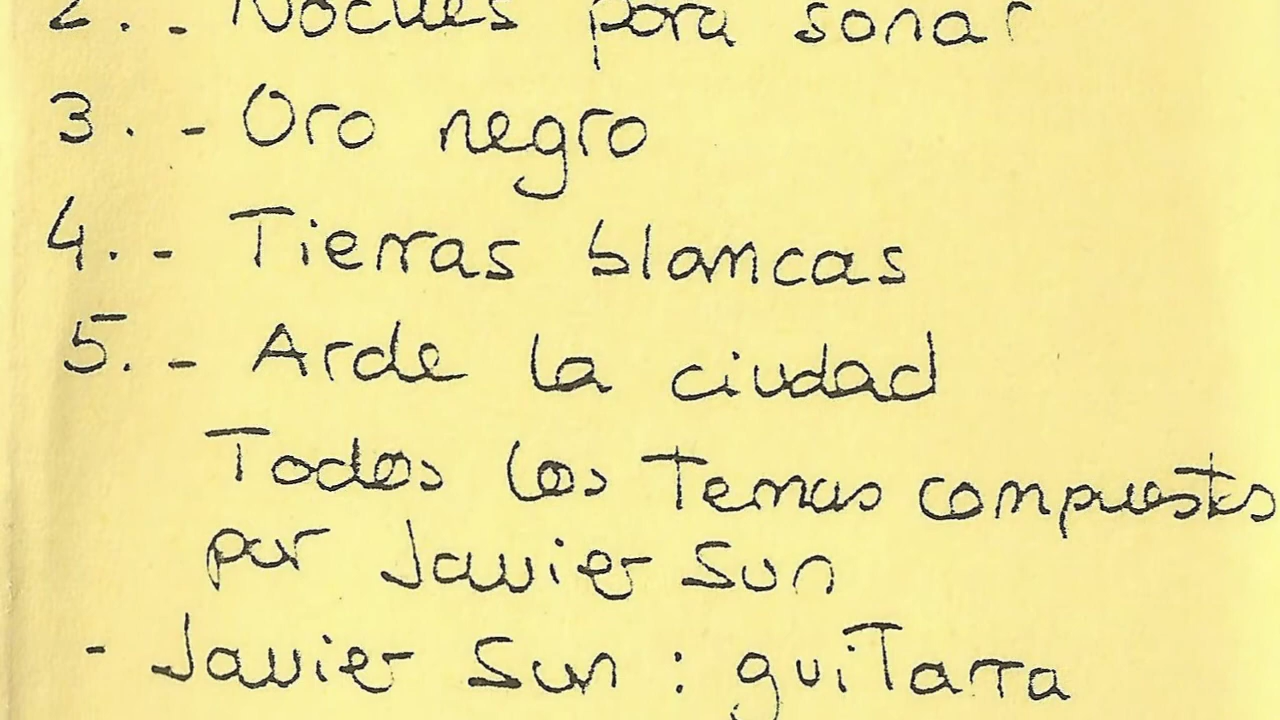 2.- Noches para sonar
3.- Oro negro
4.- Tierras blancas
5.- Arde la ciudad
Todos los Temas compuestos
por Javier Sun
- Javier Sun : guitarra